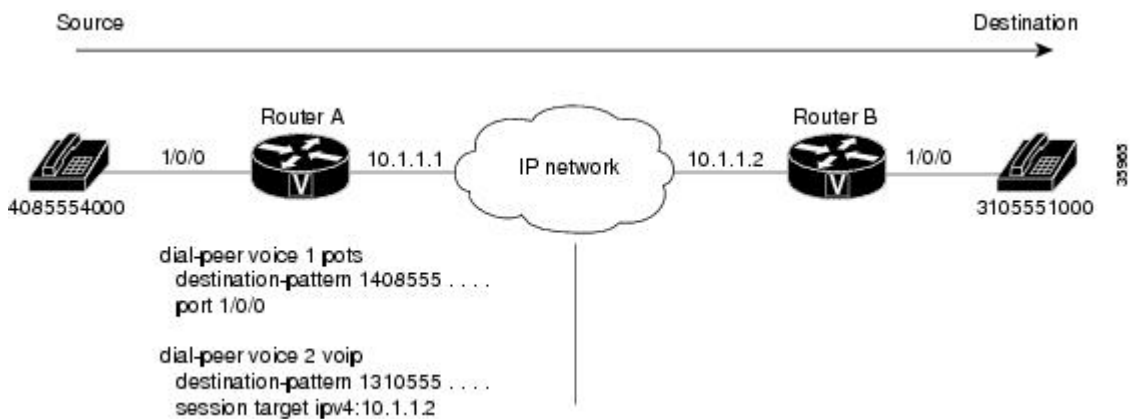 Source
Destination
Router A
Router B
1/0/0
10.1.1.1
IP network
10.1.1.2
1/0/0
35965
V
V
4085554000
3105551000
dial-peer voice 1 pots
destination-pattern 1408555 . . . .
port 1/0/0
dial-peer voice 2 voip
destination-pattern 1310555 . . . .
session target ipv4:10.1.1.2